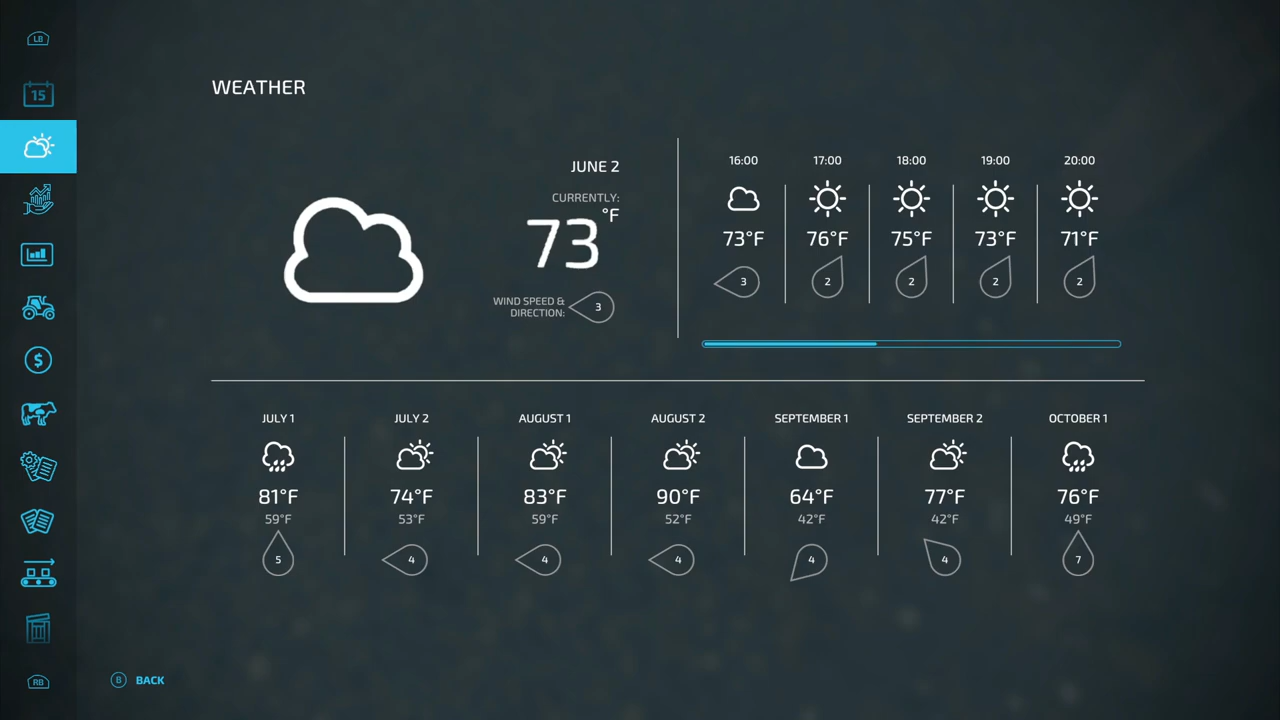 LB
15
WEATHER
JUNE 2
CURRENTLY:
73 °F
WIND SPEED &
DIRECTION:
3
16:00 17:00 18:00 19:00 20:00
73°F 76°F 75°F 73°F 71°F
3 2 2 2 2
JULY 1 JULY 2 AUGUST 1 AUGUST 2 SEPTEMBER 1 SEPTEMBER 2 OCTOBER 1
81°F 74°F 83°F 90°F 64°F 77°F 76°F
59°F 53°F 59°F 52°F 42°F 42°F 49°F
5 4 4 4 4 4 7
$
RB
B BACK